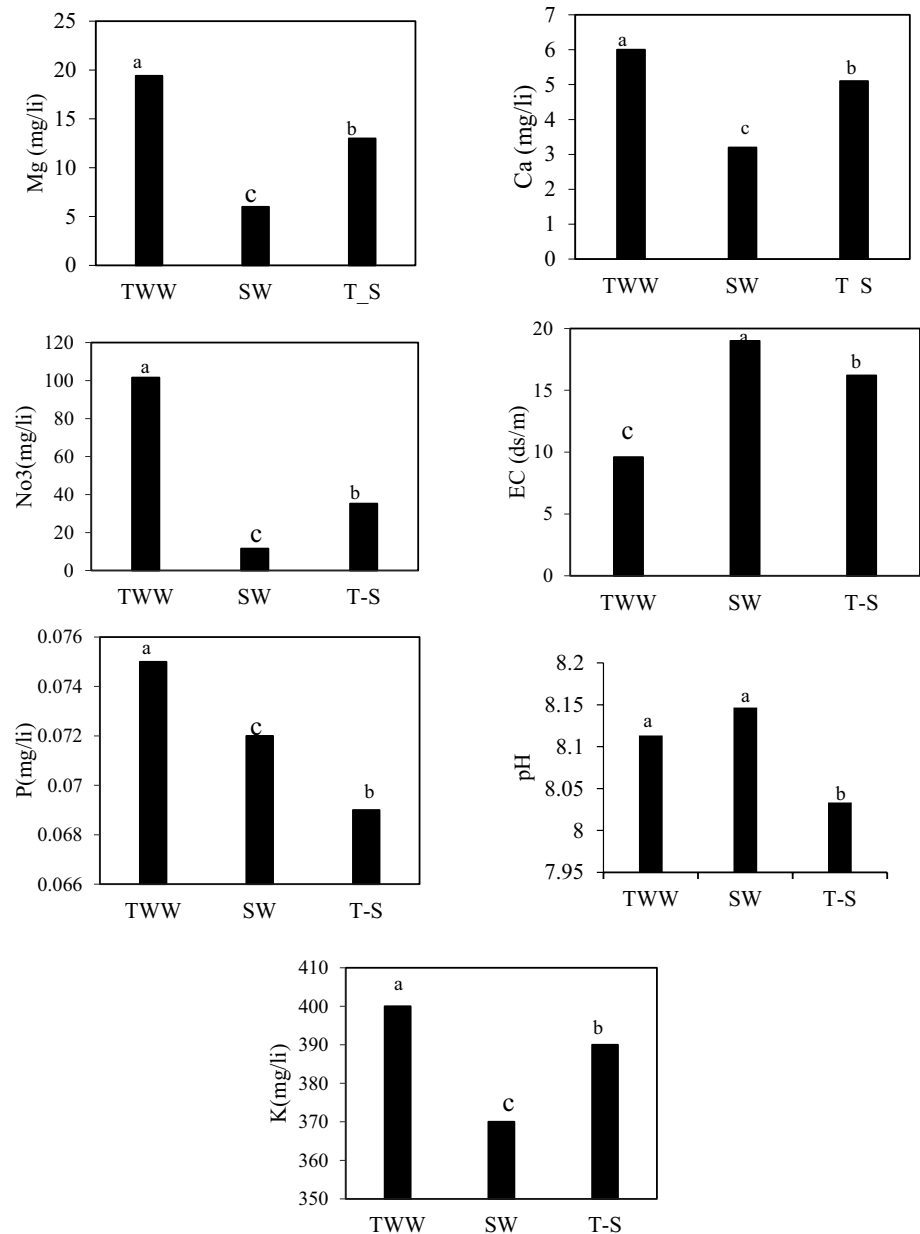 25
20
15
10
5
0
Mg (mg/li)
a
c
b
TWW SW T_S
7
6
5
4
3
2
1
0
Ca (mg/li)
a
c
b
TWW SW T S
120
100
80
60
40
20
0
No3(mg/li)
a
c
b
TWW SW T-S
20
15
10
5
0
EC (ds/m)
c
a
b
TWW SW T-S
0.076
0.074
0.072
0.07
0.068
0.066
P(mg/li)
a
c
b
TWW SW T-S
8.2
8.15
8.1
8.05
8
7.95
pH
a
a
b
TWW SW T-S
410
400
390
380
370
360
350
K(mg/li)
a
c
b
TWW SW T-S